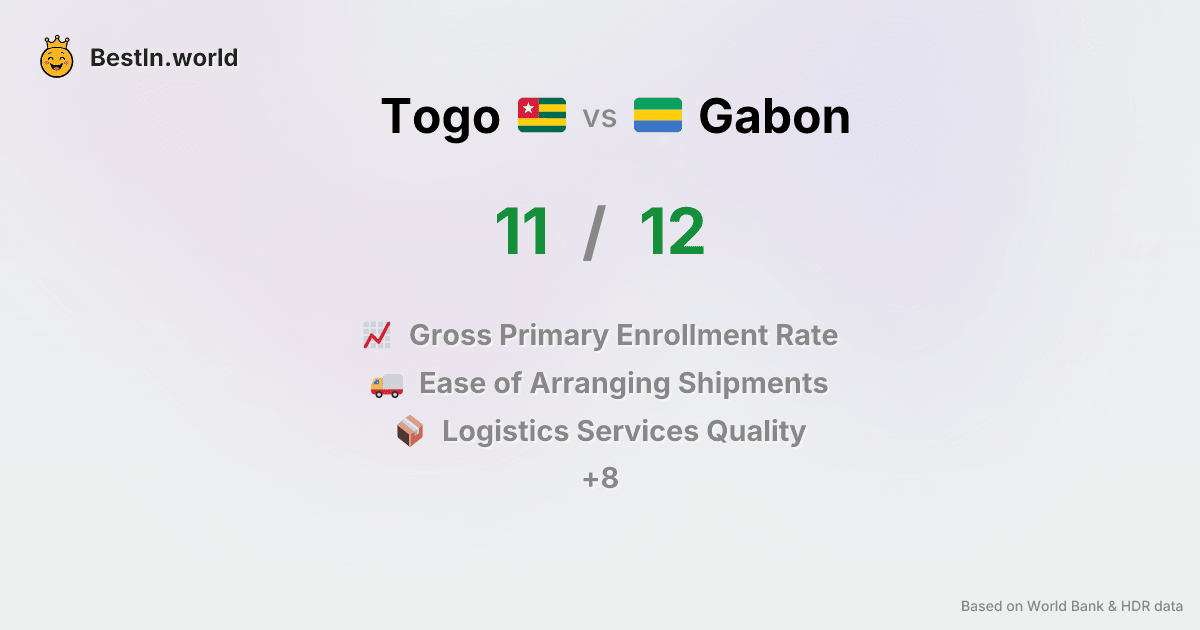 BestIn.world
Togo vs Gabon
11 / 12
Gross Primary Enrollment Rate
Ease of Arranging Shipments
Logistics Services Quality
+8
Based on World Bank & HDR data